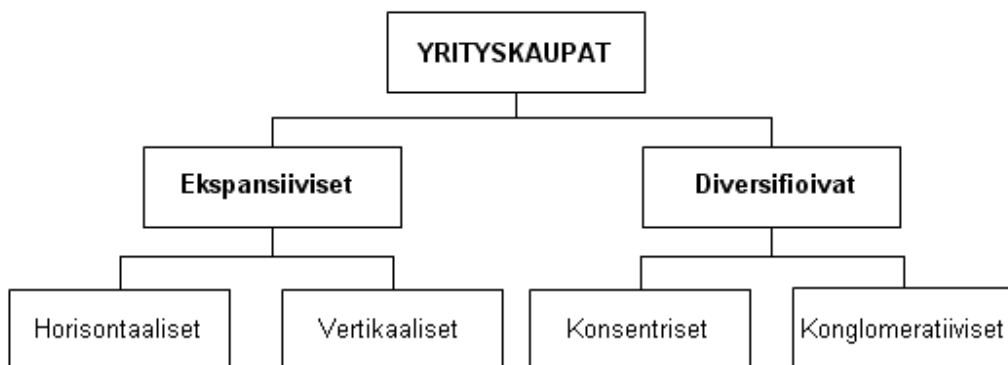 YRITYSKAUPAT
Ekspansiiviset
Diversifioivat
Horisontaaliset
Vertikaaliset
Konsentriset
Konglomeratiiviset